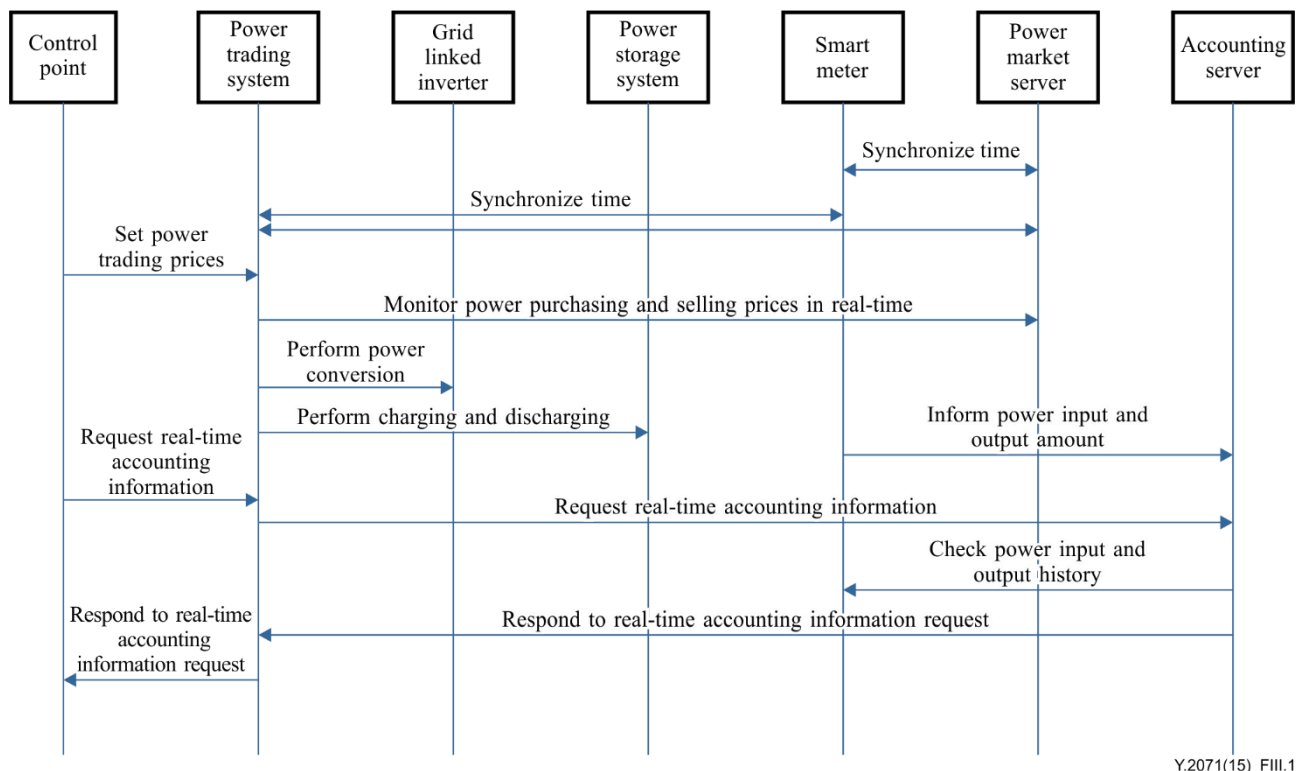 Control
point
Power
trading
system
Grid
linked
inverter
Power
storage
system
Smart
meter
Power
market
server
Accounting
server
Synchronize time
Synchronize time
Set power
trading prices
Monitor power purchasing and selling prices in real-time
Perform power
conversion
Perform charging and discharging
Inform power input and
output amount
Request real-time
accounting
information
Request real-time accounting information
Check power input and
output history
Respond to real-time
accounting
information request
Respond to real-time accounting information request
Y.2071(15)_FIII.1